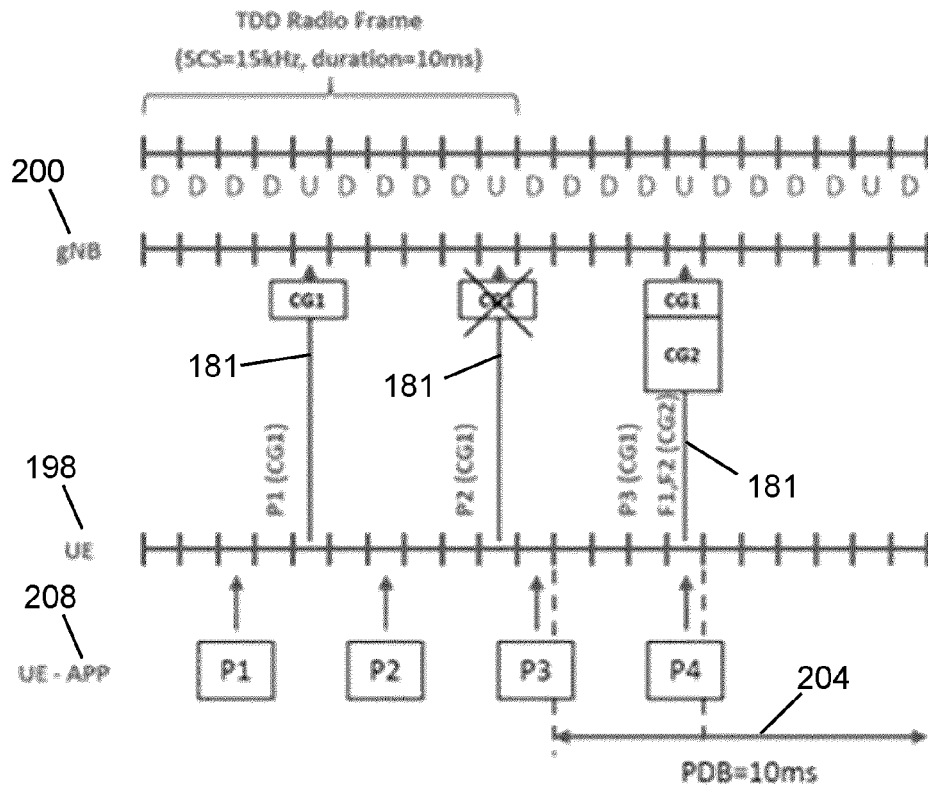 TDD Radio Frame
(SCS=15kHz, duration=10ms)
200
D D D D U D D D D U D D D D U D D D D U D
gNB
CG1 CG1 CG1
CG2
181 181
P1 (CG1) P2 (CG1) P3 (CG1) F1,F2 (CG2)
181
198
UE
208
UE - APP P1 P2 P3 P4
204
PDB=10ms